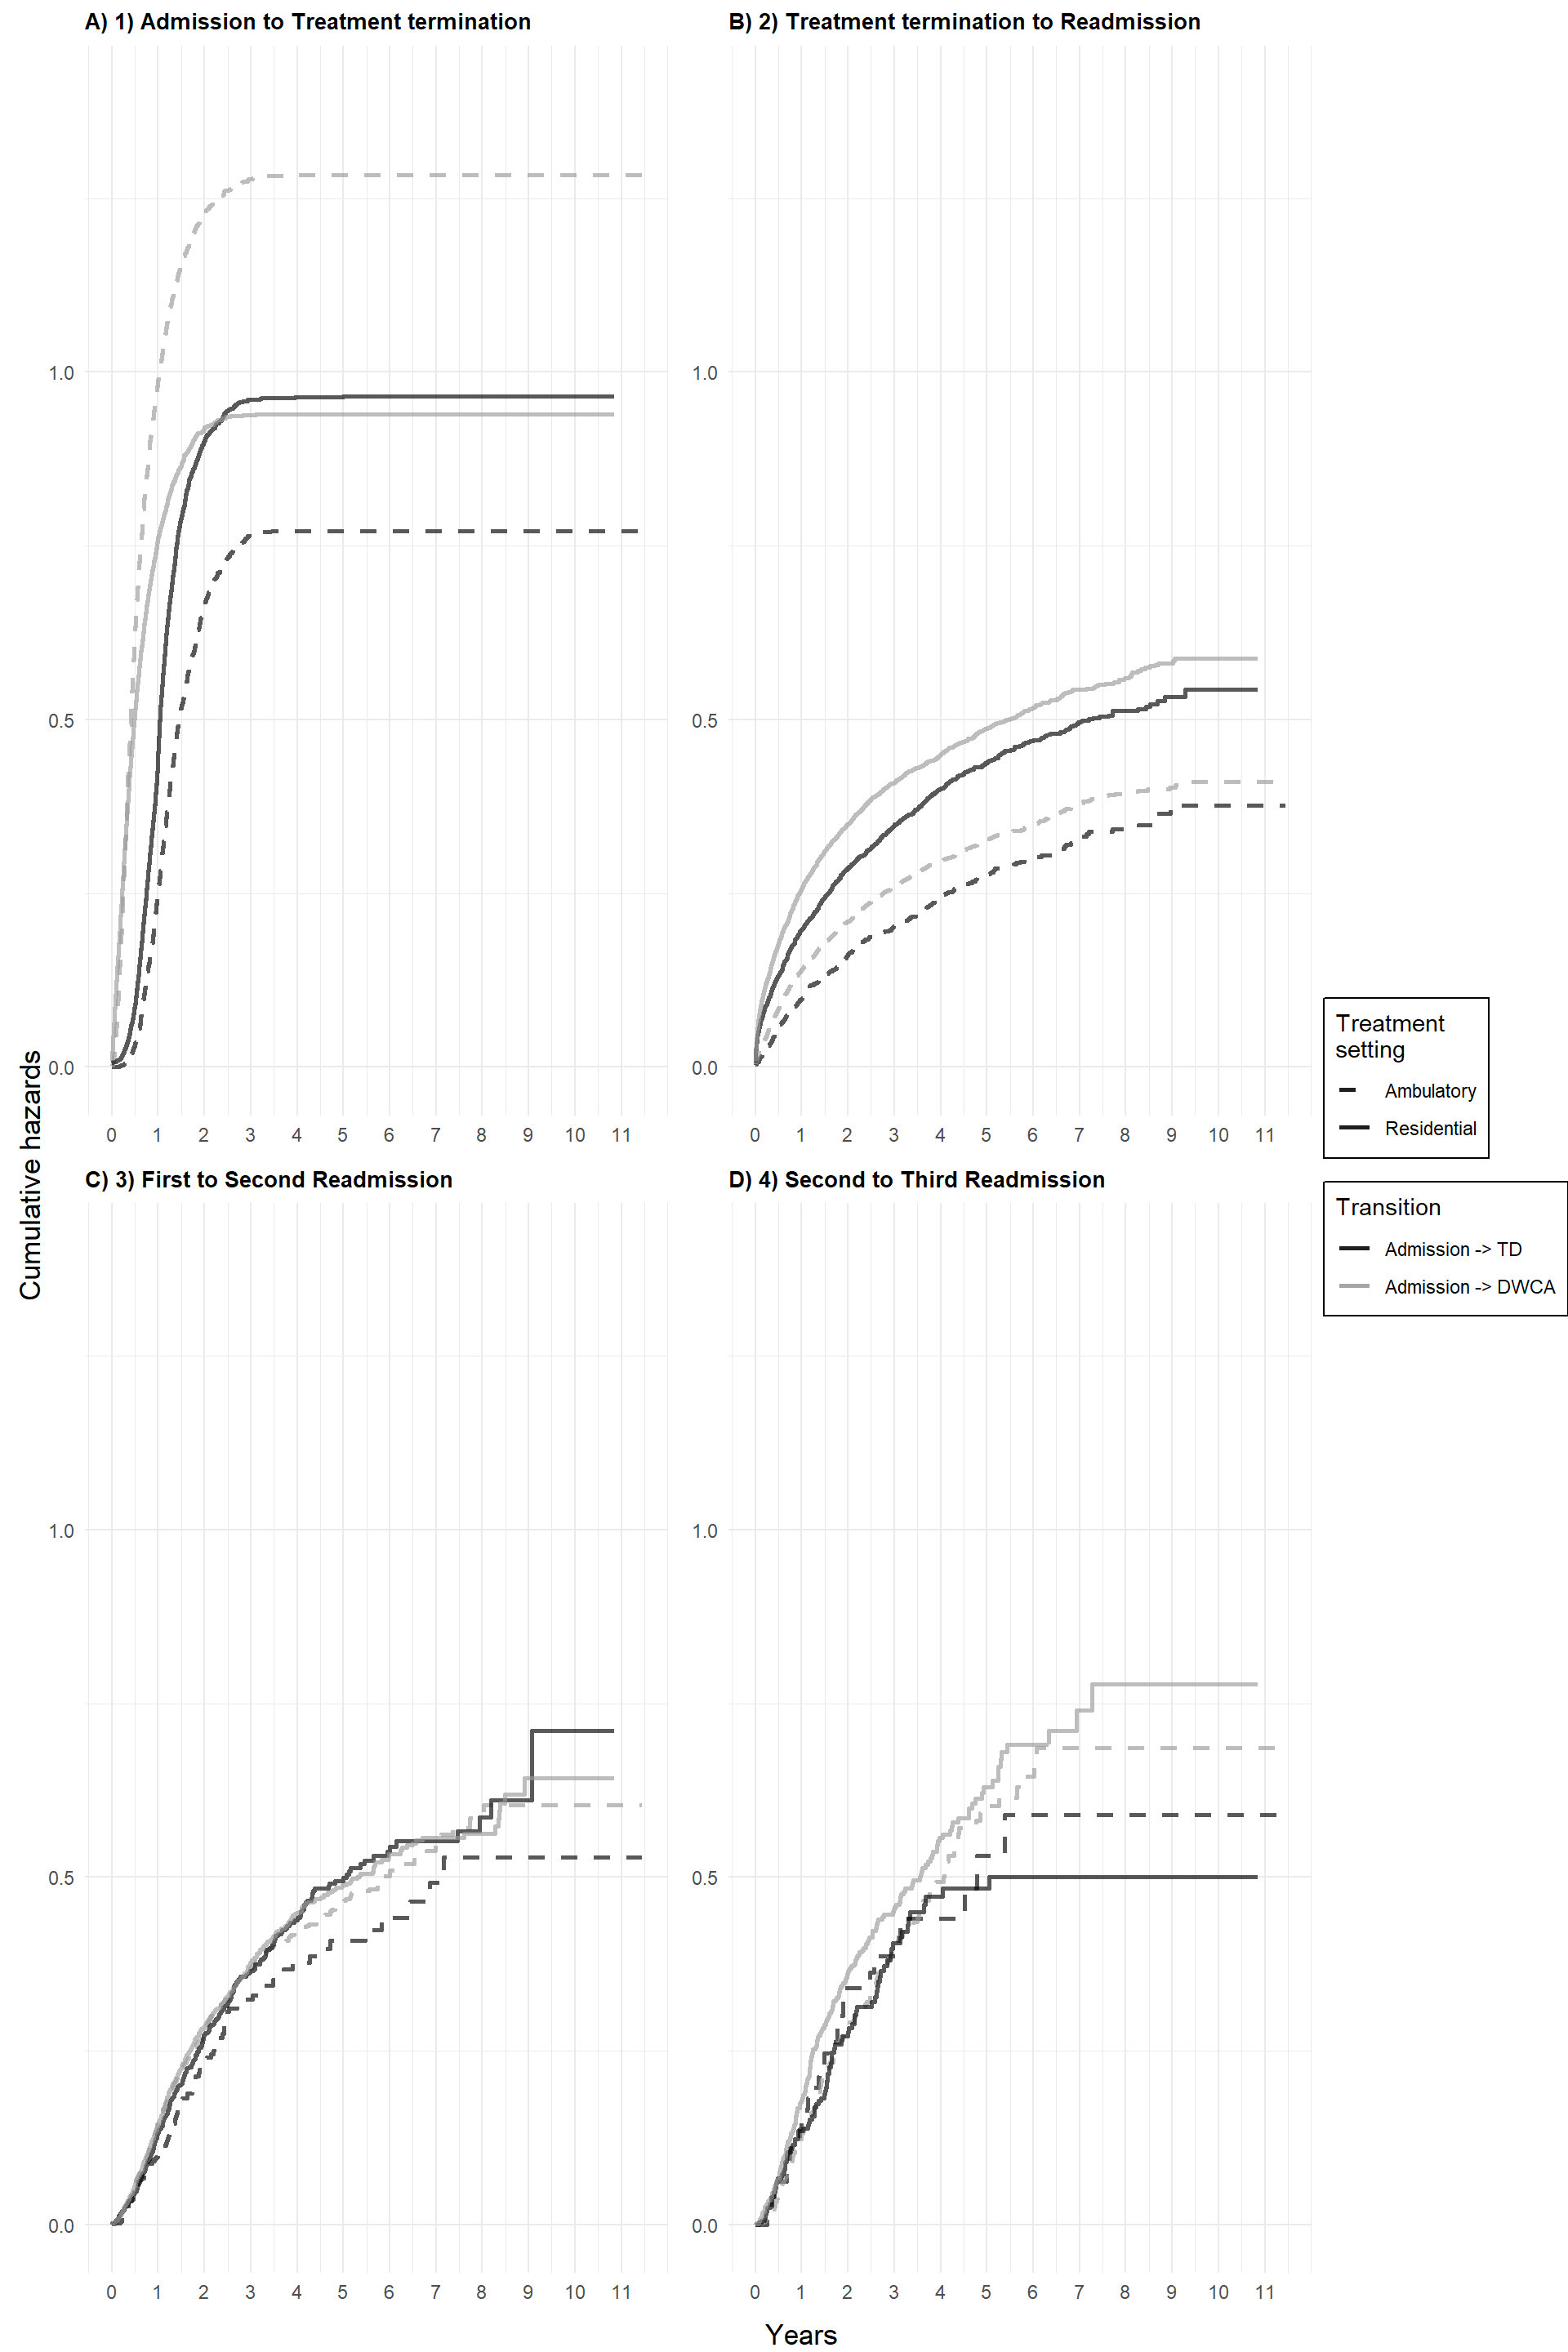 A) 1) Admission to Treatment termination
B) 2) Treatment termination to Readmission
1.0
0.5
0.0
0 1 2 3 4 5 6 7 8 9 10 11
1.0
0.5
0.0
0 1 2 3 4 5 6 7 8 9 10 11
C) 3) First to Second Readmission
D) 4) Second to Third Readmission
1.0
0.5
0.0
0 1 2 3 4 5 6 7 8 9 10 11
1.0
0.5
0.0
0 1 2 3 4 5 6 7 8 9 10 11
Cumulative hazards
Years
Treatment
setting
Ambulatory
Residential
Transition
Admission -> TD
Admission -> DWCA